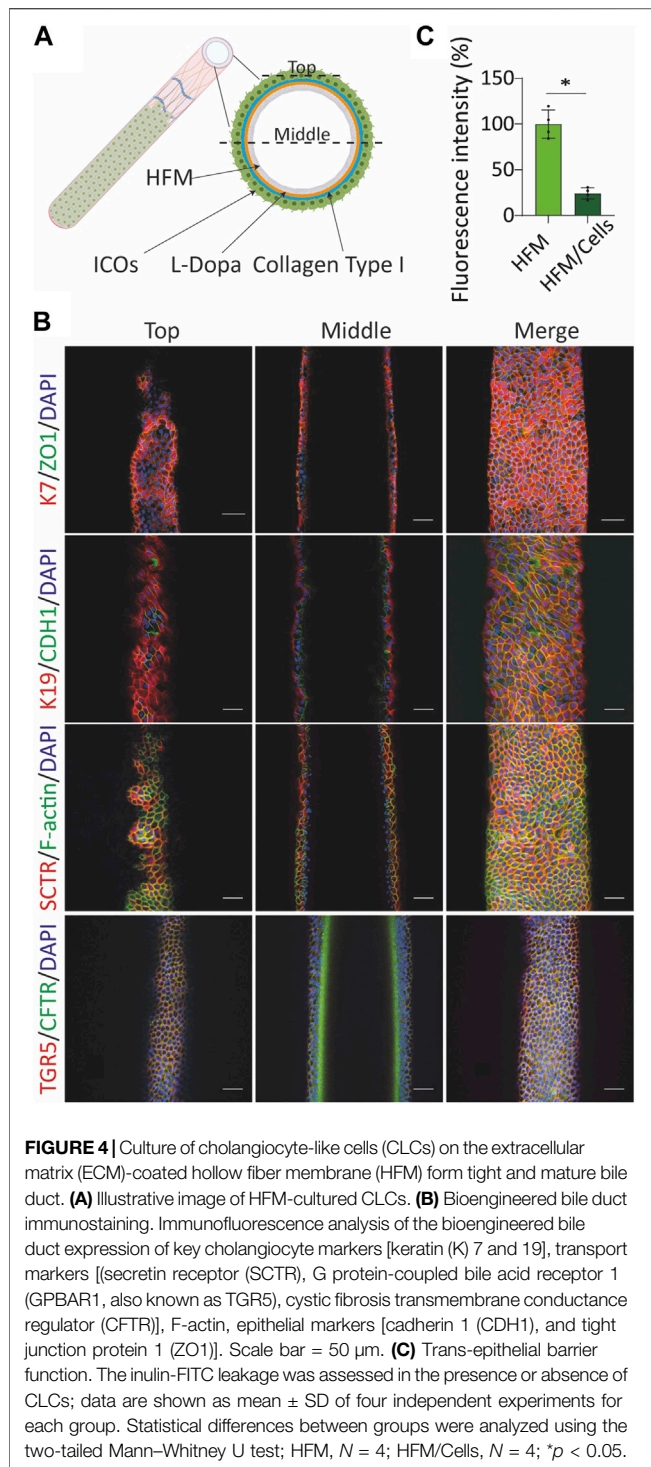 A
Top
Middle
HFM
ICOs L-Dopa Collagen Type I
C
Fluorescence intensity (%)
150
100
50
0
*
HFM
HFM/Cells
B
Top Middle Merge
K7/ZO1/DAPI
K19/CDH1/DAPI
SCTR/F-actin/DAPI
TGR5/CFTR/DAPI
FIGURE 4 | Culture of cholangiocyte-like cells (CLCs) on the extracellular
matrix (ECM)-coated hollow fiber membrane (HFM) form tight and mature bile
duct. (A) Illustrative image of HFM-cultured CLCs. (B) Bioengineered bile duct
immunostaining. Immunofluorescence analysis of the bioengineered bile
duct expression of key cholangiocyte markers [keratin (K) 7 and 19], transport
markers [(secretin receptor (SCTR), G protein-coupled bile acid receptor 1
(GPBAR1, also known as TGR5), cystic fibrosis transmembrane conductance
regulator (CFTR)], F-actin, epithelial markers [cadherin 1 (CDH1), and tight
junction protein 1 (ZO1)]. Scale bar = 50 μm. (C) Trans-epithelial barrier
function. The inulin-FITC leakage was assessed in the presence or absence of
CLCs; data are shown as mean ± SD of four independent experiments for
each group. Statistical differences between groups were analyzed using the
two-tailed Mann–Whitney U test; HFM, N = 4; HFM/Cells, N = 4; *p < 0.05.